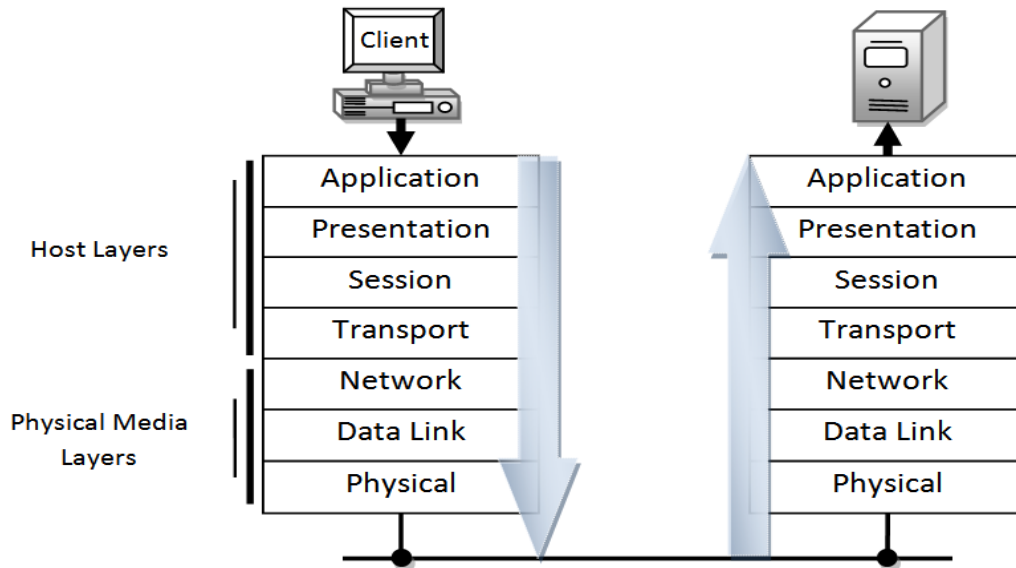 Client
Host Layers
Application
Presentation
Session
Transport
Physical Media
Layers
Network
Data Link
Physical
Application
Presentation
Session
Transport
Network
Data Link
Physical